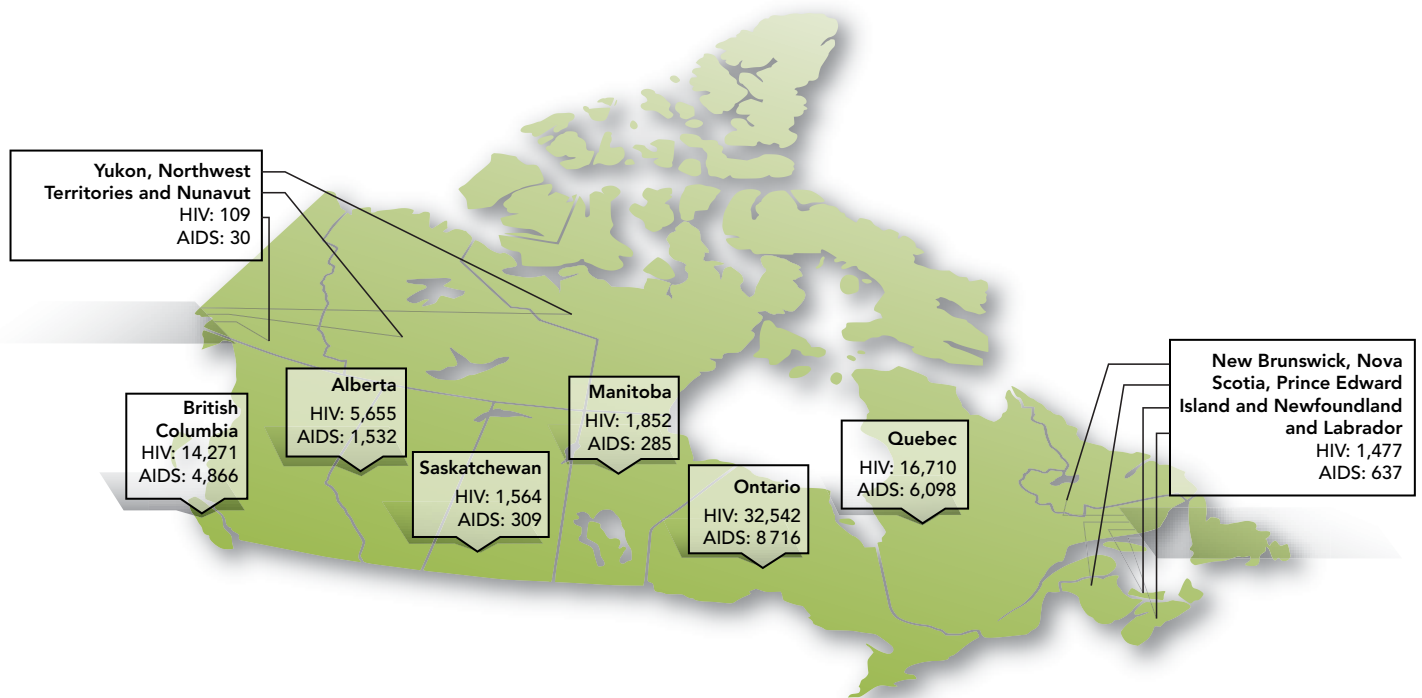 Yukon, Northwest
Territories and Nunavut
HIV: 109
AIDS: 30
British
Columbia
HIV: 14,271
AIDS: 4,866
Alberta
HIV: 5,655
AIDS: 1,532
Saskatchewan
HIV: 1,564
AIDS: 309
Manitoba
HIV: 1,852
AIDS: 285
Ontario
HIV: 32,542
AIDS: 8 716
Quebec
HIV: 16,710
AIDS: 6,098
New Brunswick, Nova
Scotia, Prince Edward
Island and Newfoundland
and Labrador
HIV: 1,477
AIDS: 637